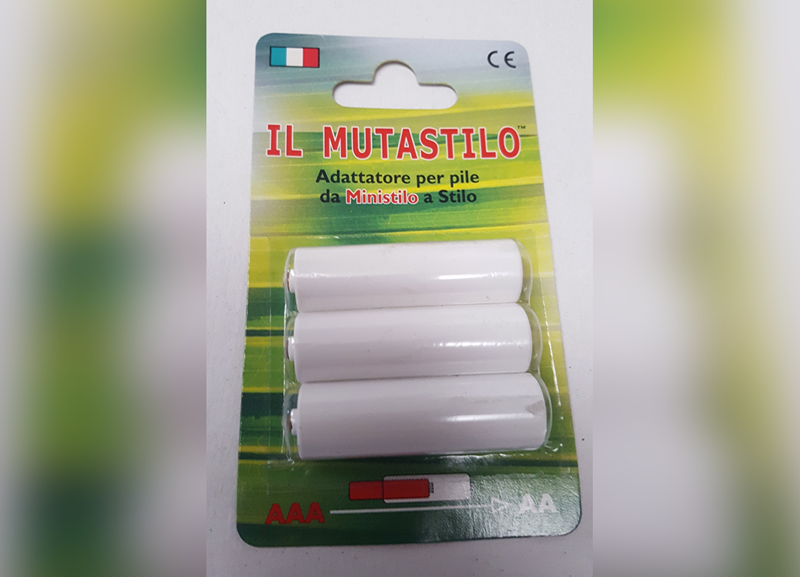 CE
IL MUTASTILO™
Adattatore per pile
da Ministilo a Stilo
AAA AA